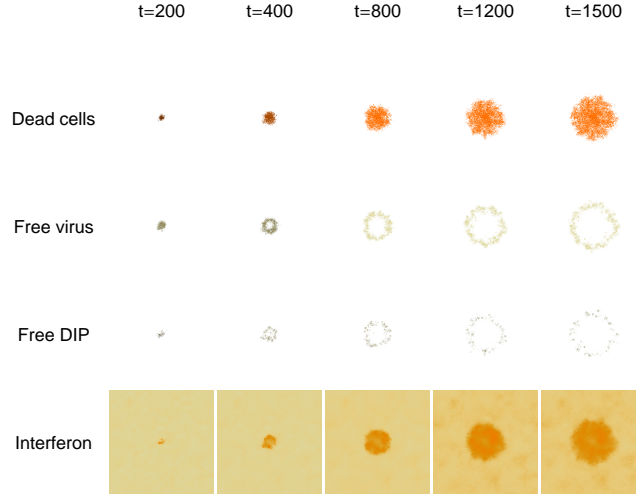 t=200 t=400 t=800 t=1200 t=1500
Dead cells
Free virus
Free DIP
Interferon